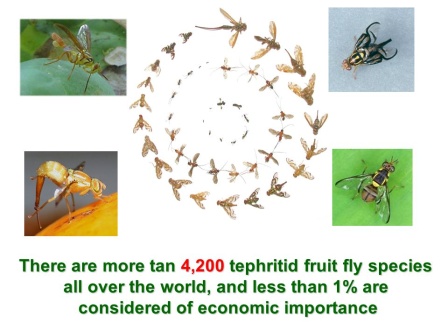 There are more tan 4,200 tephritid fruit fly species
all over the world, and less than 1% are
considered of economic importance